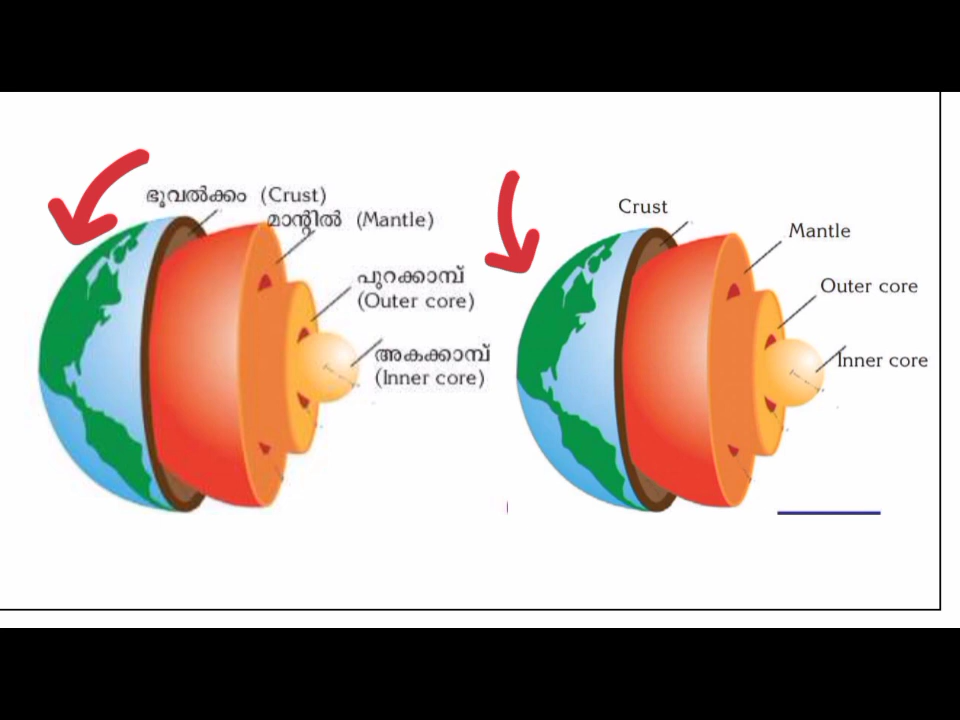 ഭൂവൽക്കം (Crust)
മാന്റിൽ (Mantle)
പുറക്കാമ്പ്
(Outer core)
അകക്കാമ്പ്
(Inner core)
Crust
Mantle
Outer core
Inner core